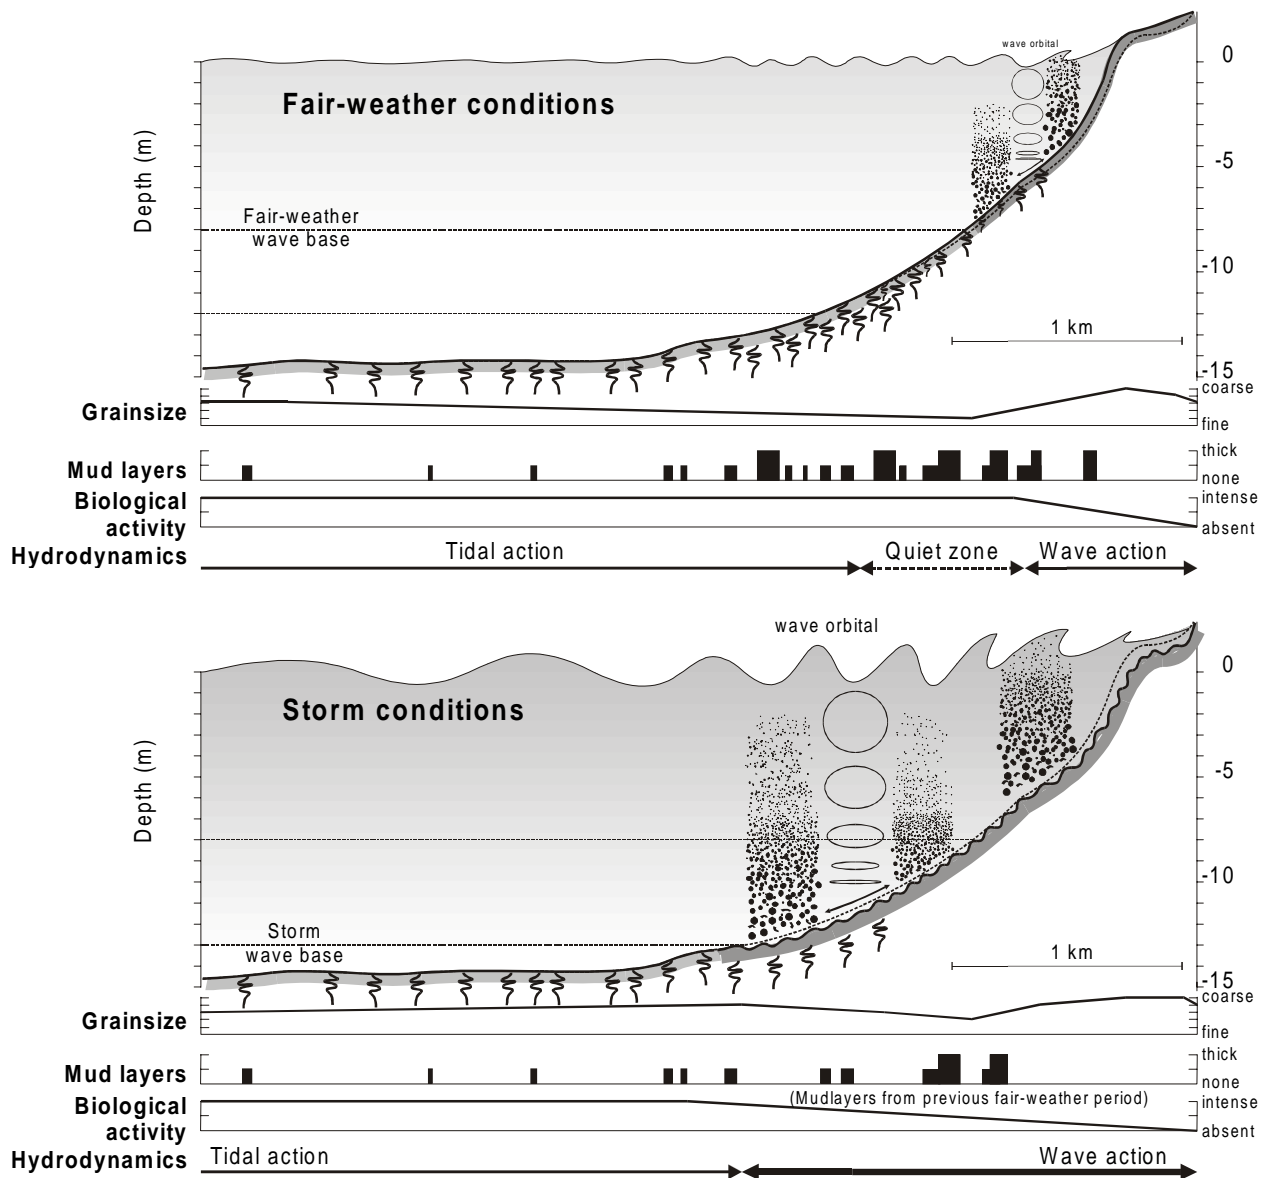 wave orbital
0
Fair-weather conditions
Depth (m)
-5
Fair-weather
wave base
-10
1 km
-15
coarse
Grainsize
fine
thick
Mud layers
none
Biological
activity
intense
absent
Hydrodynamics
Tidal action
Quiet zone
Wave action
wave orbital
0
Storm conditions
Depth (m)
-5
-10
Storm
wave base
1 km
-15
coarse
Grainsize
fine
thick
Mud layers
none
(Mudlayers from previous fair-weather period)
Biological
activity
intense
absent
Hydrodynamics
Tidal action
Wave action